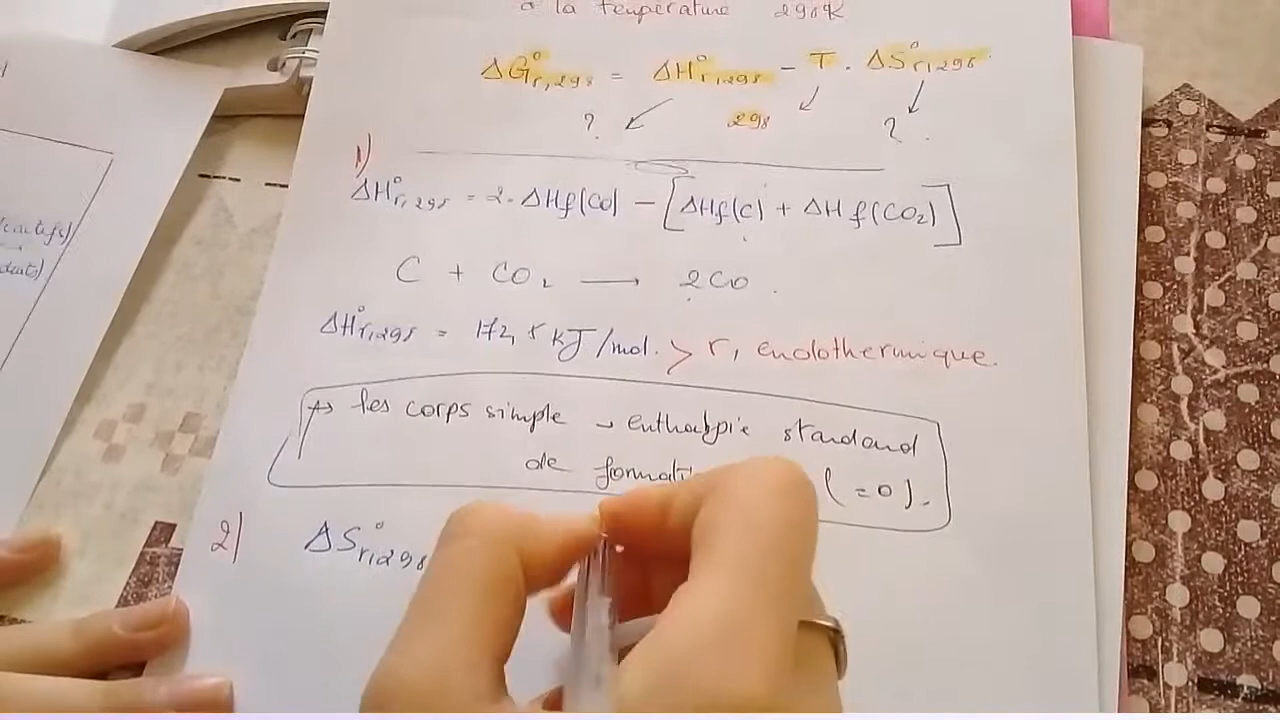 à la température 298K
ΔG°r,298 = ΔH°r,298 - T . ΔS°r,298
? 298 ?
1)
ΔH°r,298 = 2. ΔHf(CO) - [ΔHf(C) + ΔHf(CO2)]
C + CO2 → 2CO .
ΔH°r,298 = 172,5 kJ/mol. > r, endothermique.
→ les corps simple → enthalpie standard
de (=0).
2) ΔS°r,298